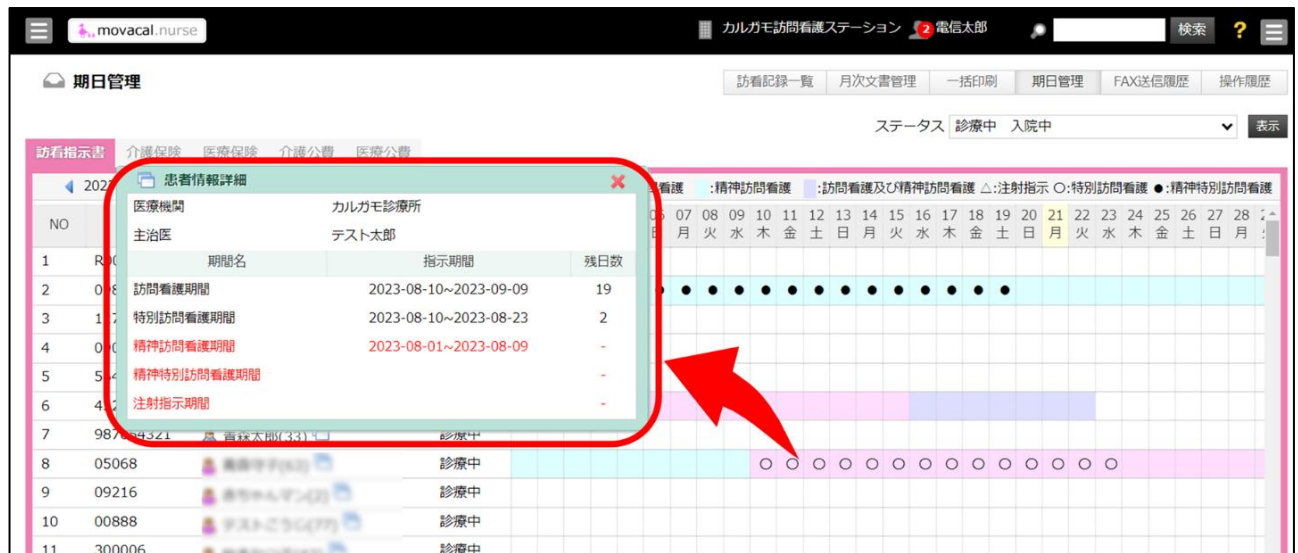 movacal.nurse カルガモ訪問看護ステーション 2 電信太郎 検索 ?
期日管理 訪看記録一覧 月次文書管理 一括印刷 期日管理 FAX送信履歴 操作履歴
ステータス 診療中 入院中 表示
訪看指示書 介護保険 医療保険 介護公費 医療公費
患者情報詳細
医療機関 カルガモ診療所
主治医 テスト太郎
期間名 指示期間 残日数
訪問看護期間 2023-08-10~2023-09-09 19
特別訪問看護期間 2023-08-10~2023-08-23 2
精神訪問看護期間 2023-08-01~2023-08-09 -
精神特別訪問看護期間 -
注射指示期間 -
:精神訪問看護 :訪問看護及び精神訪問看護 △:注射指示 ○:特別訪問看護 ●:精神特別訪問看護
NO 07 08 09 10 11 12 13 14 15 16 17 18 19 20 21 22 23 24 25 26 27 28
月 火 水 木 金 土 日 月 火 水 木 金 土 日 月 火 水 木 金 土 日 月
1
2 ● ● ● ● ● ● ● ● ● ● ● ● ●
3
4
5
6
7 987654321 青森太郎(33) 診療中
8 05068 診療中 ○ ○ ○ ○ ○ ○ ○ ○ ○ ○ ○ ○ ○ ○
9 09216 診療中
10 00888 診療中
11 300006 診療中